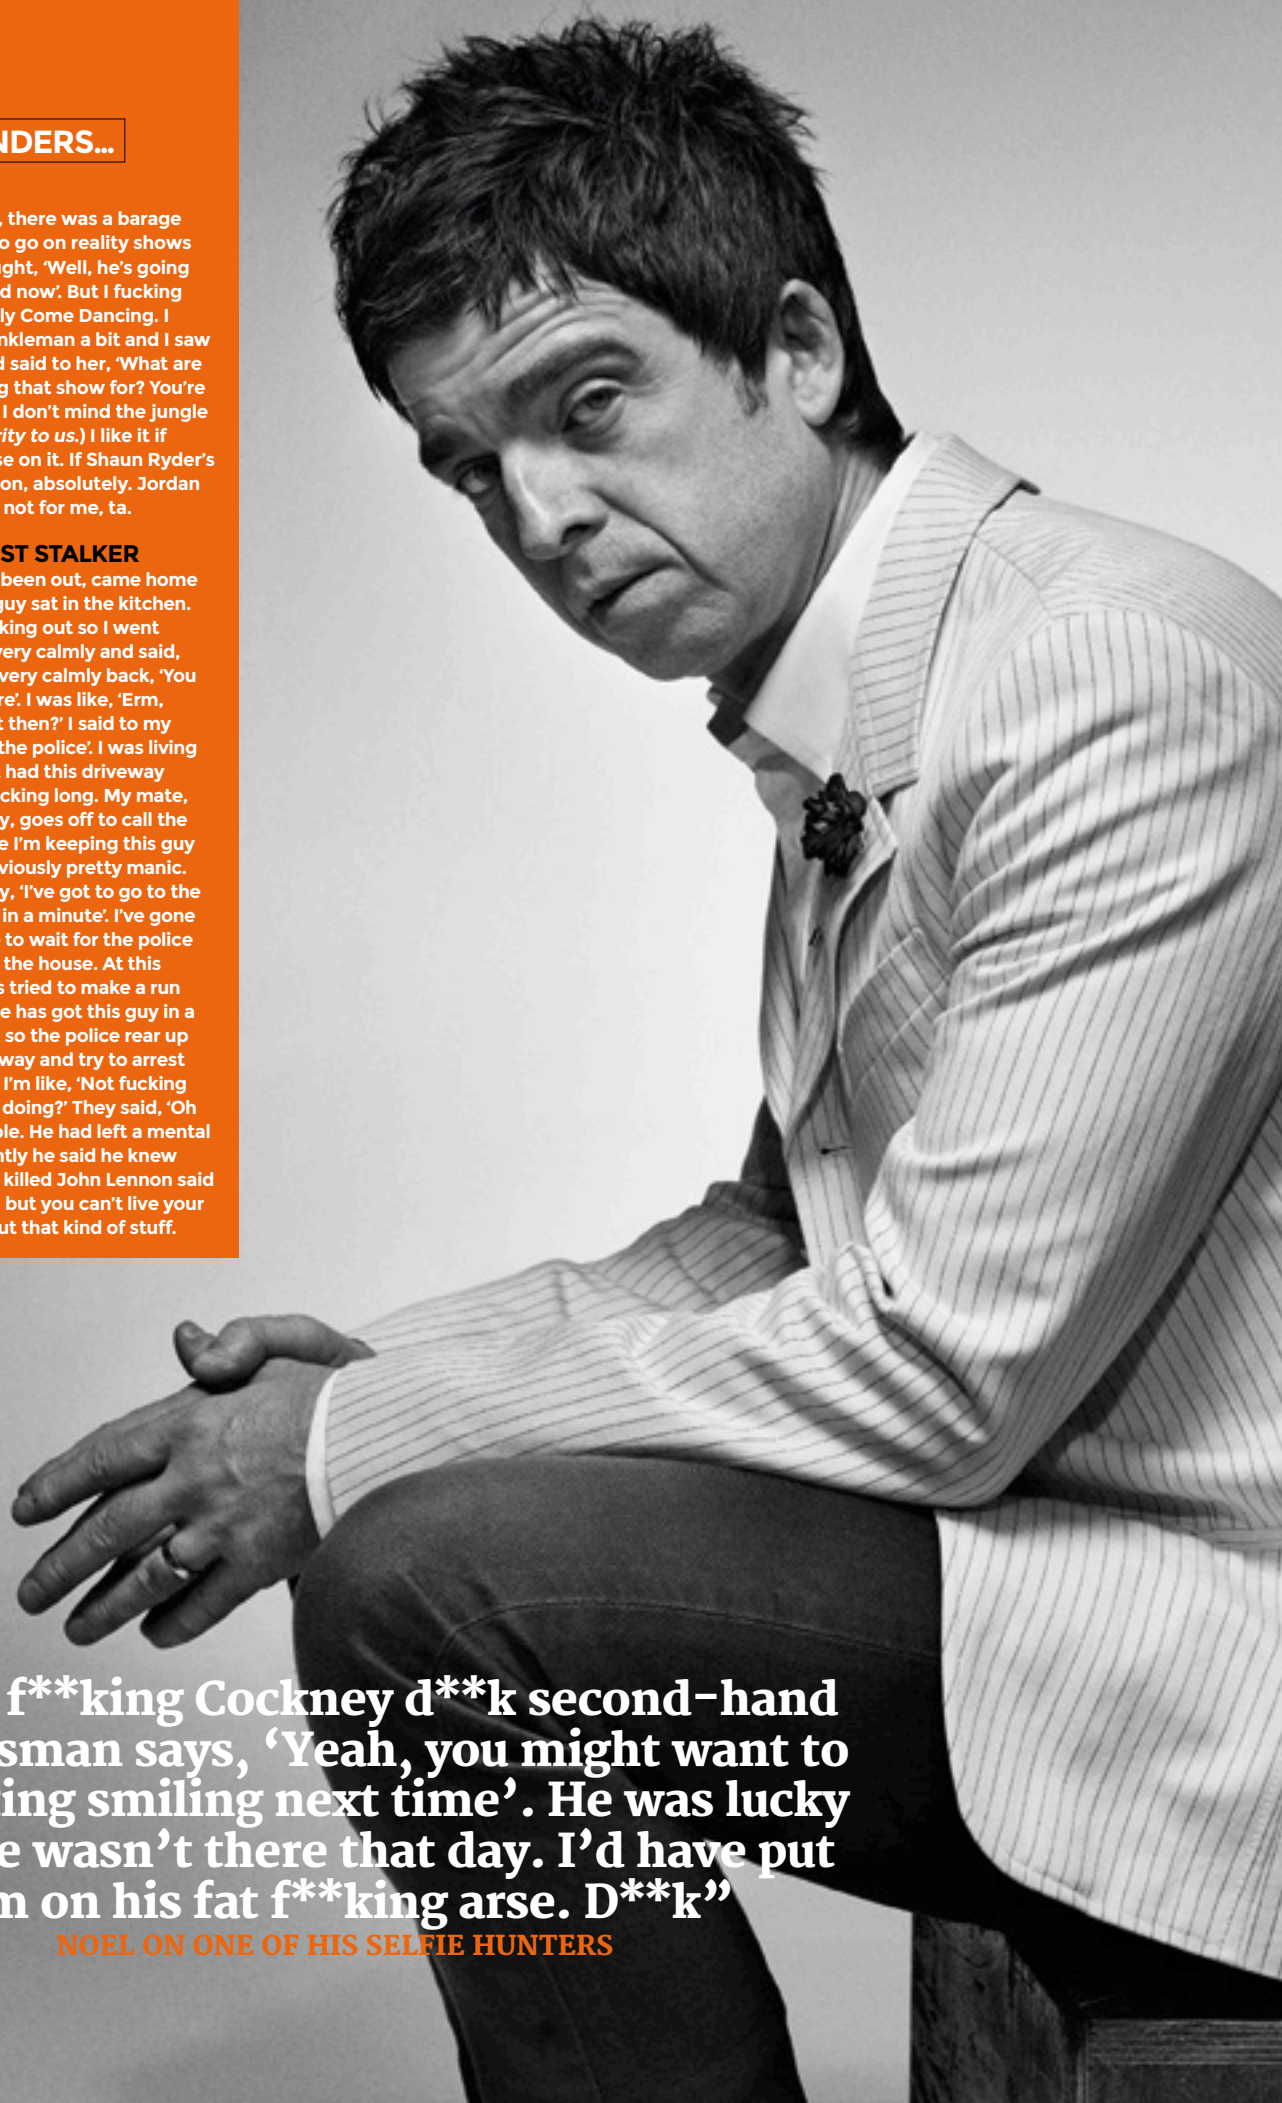 NDERS...
, there was a barage
o go on reality shows
ght, ‘Well, he’s going
d now’. But I fucking
ly Come Dancing. I
nkleman a bit and I saw
d said to her, ‘What are
g that show for? You’re
I don’t mind the jungle
rity to us.) I like it if
se on it. If Shaun Ryder’s
on, absolutely. Jordan
not for me, ta.
ST STALKER
been out, came home
guy sat in the kitchen.
king out so I went
very calmly and said,
very calmly back, ‘You
re’. I was like, ‘Erm,
t then?’ I said to my
the police’. I was living
had this driveway
cking long. My mate,
y, goes off to call the
e I’m keeping this guy
viously pretty manic.
y, ‘I’ve got to go to the
in a minute’. I’ve gone
to wait for the police
the house. At this
s tried to make a run
e has got this guy in a
so the police rear up
way and try to arrest
I’m like, ‘Not fucking
doing?’ They said, ‘Oh
ble. He had left a mental
ntly he said he knew
killed John Lennon said
but you can’t live your
ut that kind of stuff.
f**king Cockney d**k second-hand
sman says, ‘Yeah, you might want to
ing smiling next time’. He was lucky
e wasn’t there that day. I’d have put
m on his fat f**king arse. D**k”
NOEL ON ONE OF HIS SELFIE HUNTERS